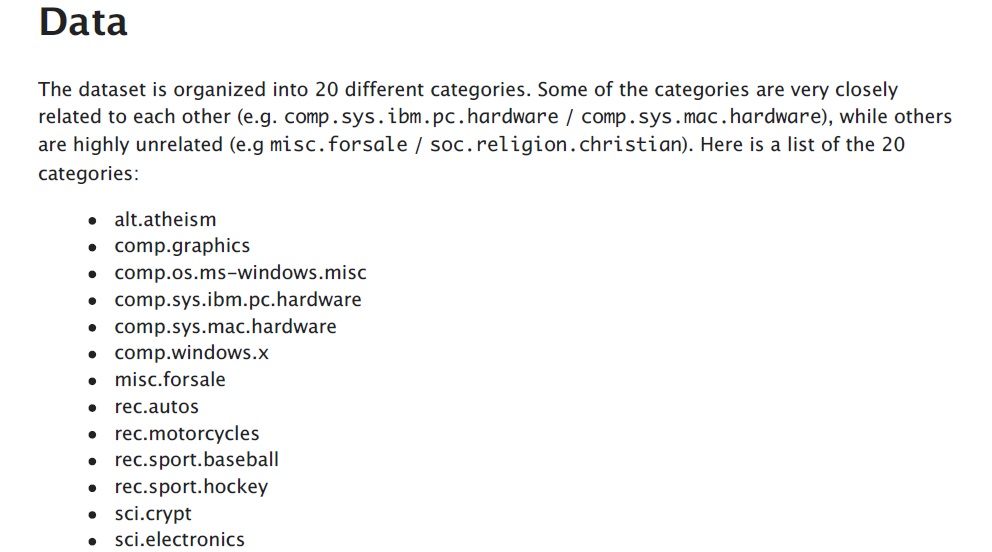 Data
The dataset is organized into 20 different categories. Some of the categories are very closely
related to each other (e.g. comp.sys.ibm.pc.hardware / comp.sys.mac.hardware), while others
are highly unrelated (e.g misc.forsale / soc.religion.christian). Here is a list of the 20
categories:
• alt.atheism
• comp.graphics
• comp.os.ms-windows.misc
• comp.sys.ibm.pc.hardware
• comp.sys.mac.hardware
• comp.windows.x
• misc.forsale
• rec.autos
• rec.motorcycles
• rec.sport.baseball
• rec.sport.hockey
• sci.crypt
• sci.electronics